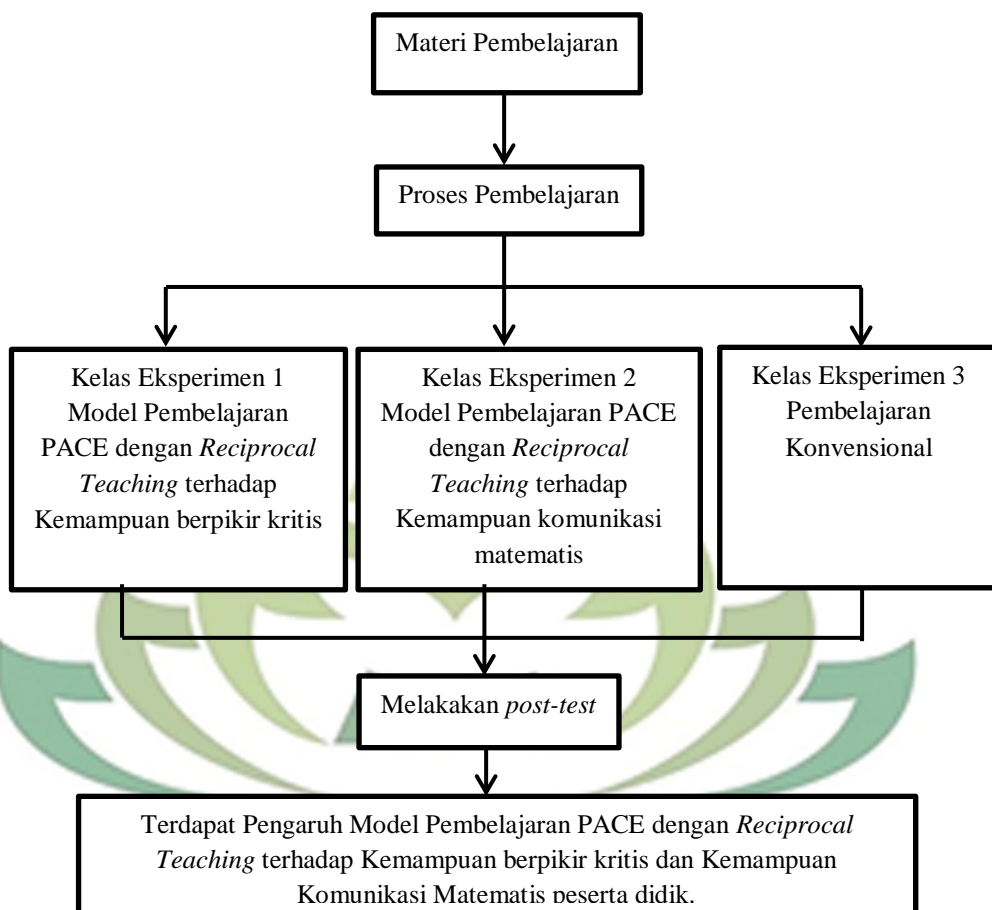 Materi Pembelajaran
Proses Pembelajaran
Kelas Eksperimen 1
Model Pembelajaran
PACE dengan Reciprocal
Teaching terhadap
Kemampuan berpikir kritis
Kelas Eksperimen 2
Model Pembelajaran PACE
dengan Reciprocal
Teaching terhadap
Kemampuan komunikasi
matematis
Kelas Eksperimen 3
Pembelajaran
Konvensional
Melakakan post-test
Terdapat Pengaruh Model Pembelajaran PACE dengan Reciprocal
Teaching terhadap Kemampuan berpikir kritis dan Kemampuan
Komunikasi Matematis peserta didik.